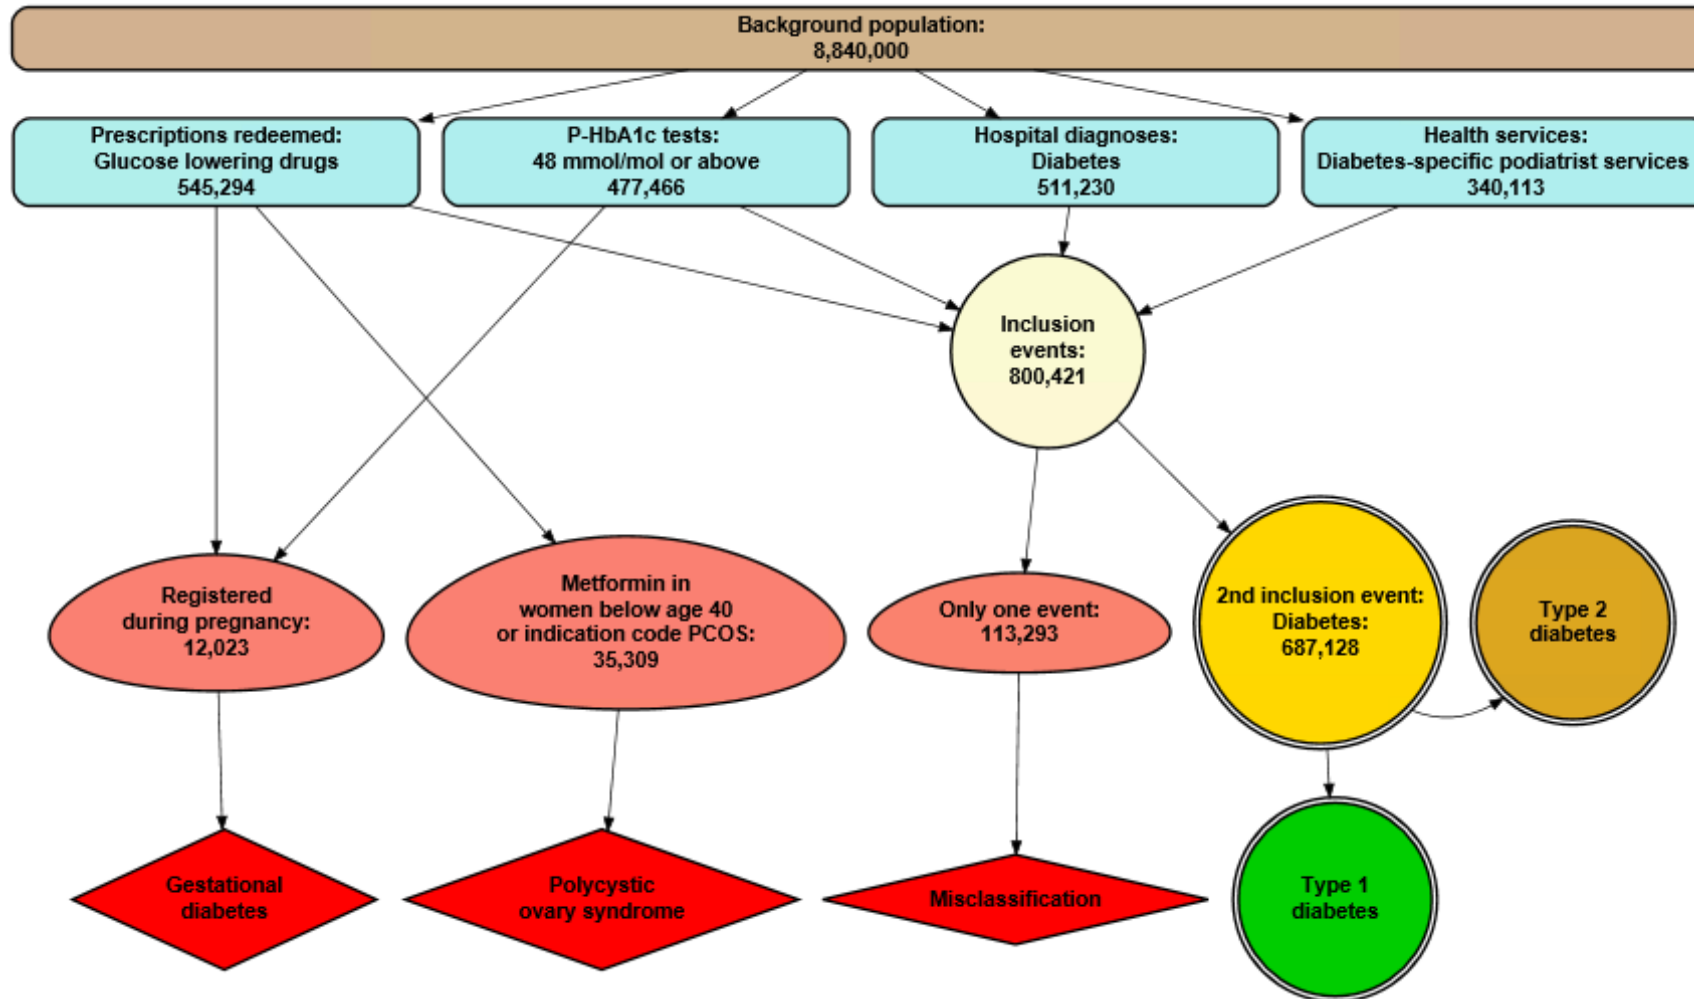 Background population:
8,840,000
Prescriptions redeemed:
Glucose lowering drugs
545,294
P-HbA1c tests:
48 mmol/mol or above
477,466
Hospital diagnoses:
Diabetes
511,230
Health services:
Diabetes-specific podiatrist services
340,113
Inclusion
events:
800,421
Registered
during pregnancy:
12,023
Metformin in
women below age 40
or indication code PCOS:
35,309
Only one event:
113,293
2nd inclusion event:
Diabetes:
687,128
Type 2
diabetes
Gestational
diabetes
Polycystic
ovary syndrome
Misclassification
Type 1
diabetes